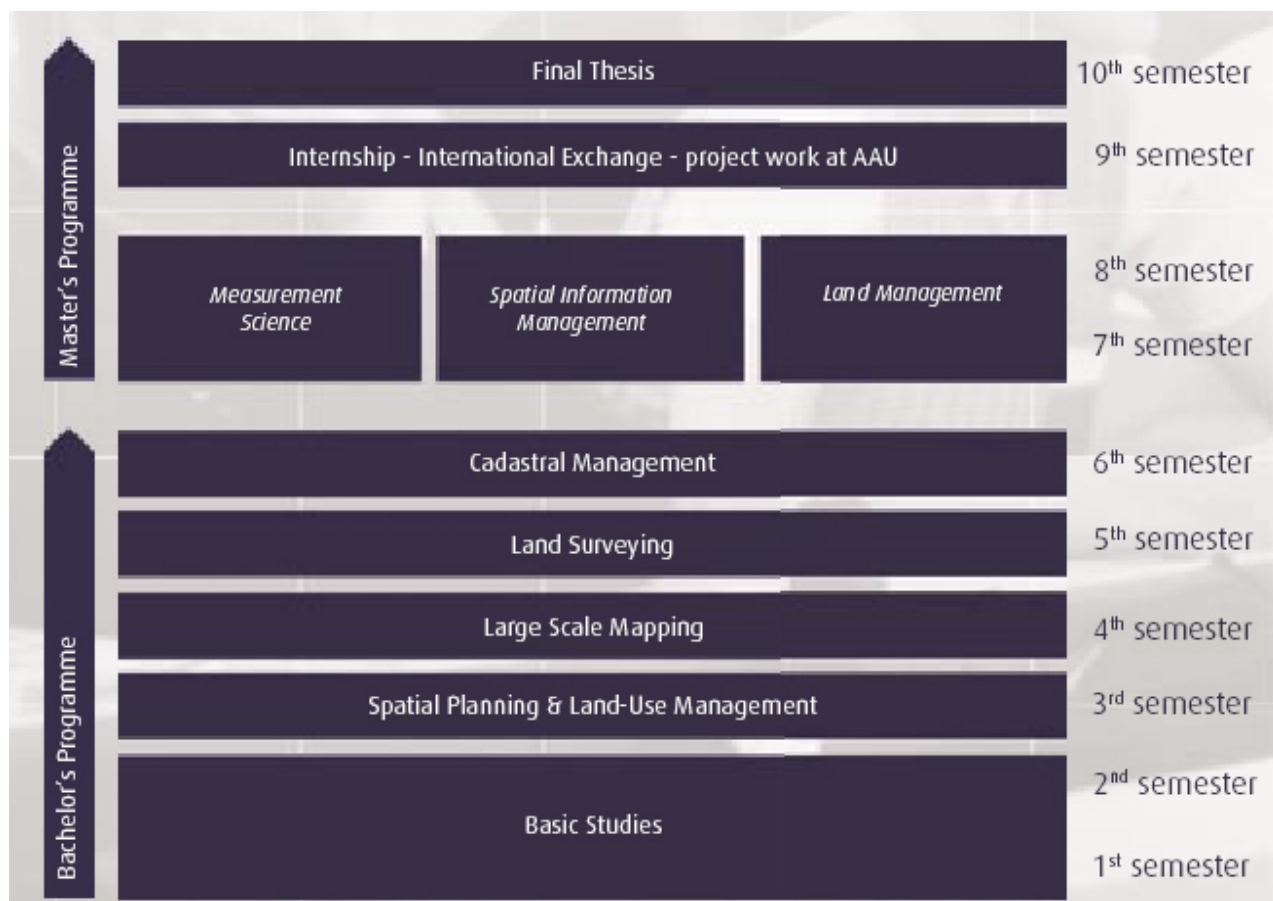 Final Thesis
10th semester
Internship - International Exchange - project work at AAU
9th semester
Master's Programme
Measurement
Science
Spatial Information
Management
Land Management
8th semester
7th semester
Cadastral Management
6th semester
Land Surveying
5th semester
Large Scale Mapping
4th semester
Spatial Planning & Land-Use Management
3rd semester
Bachelor's Programme
Basic Studies
2nd semester
1st semester